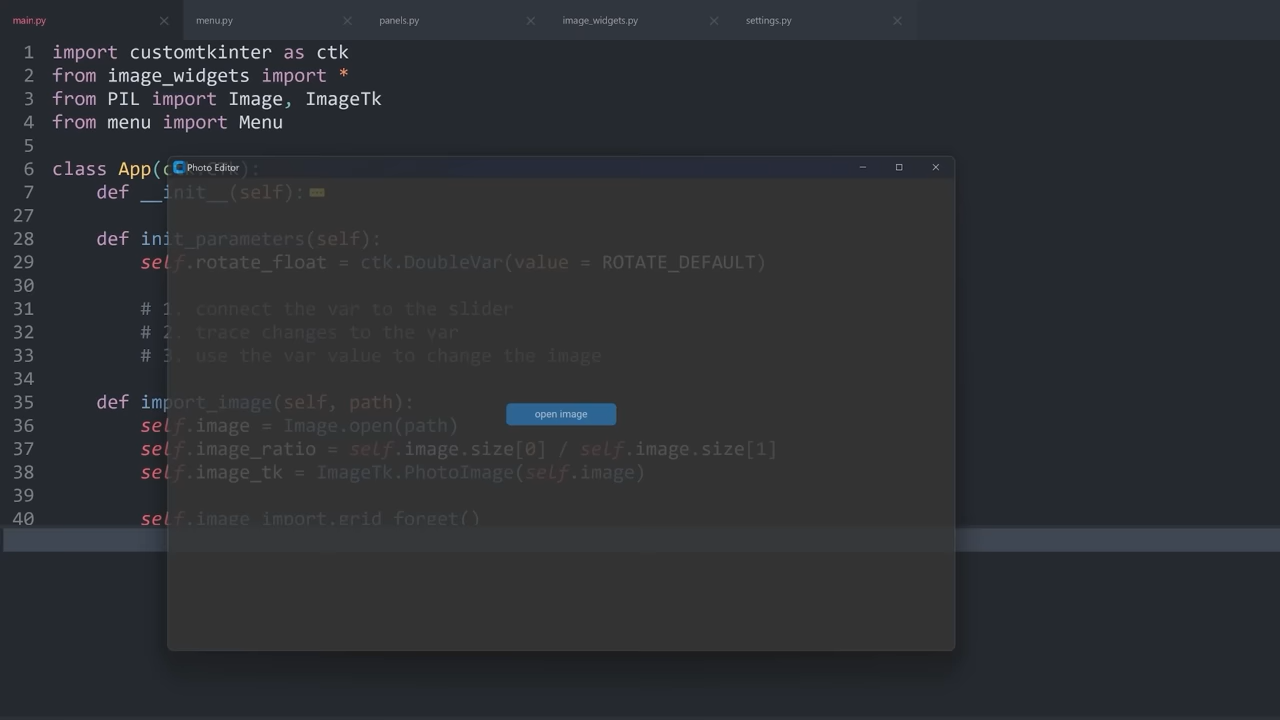 main.py
menu.py
panels.py
image_widgets.py
settings.py
1 import customtkinter as ctk
2 from image_widgets import *
3 from PIL import Image, ImageTk
4 from menu import Menu
5
6 class App(ctk.CTk):
Photo Editor
7 def __init__(self):
27
28 def init_parameters(self):
29 self.rotate_float = ctk.DoubleVar(value = ROTATE_DEFAULT)
30
31 # 1. connect the var to the slider
32 # 2. trace changes to the var
33 # 3. use the var value to change the image
34
35 def import_image(self, path):
open image
36 self.image = Image.open(path)
37 self.image_ratio = self.image.size[0] / self.image.size[1]
38 self.image_tk = ImageTk.PhotoImage(self.image)
39
40 self.image_import.grid_forget()